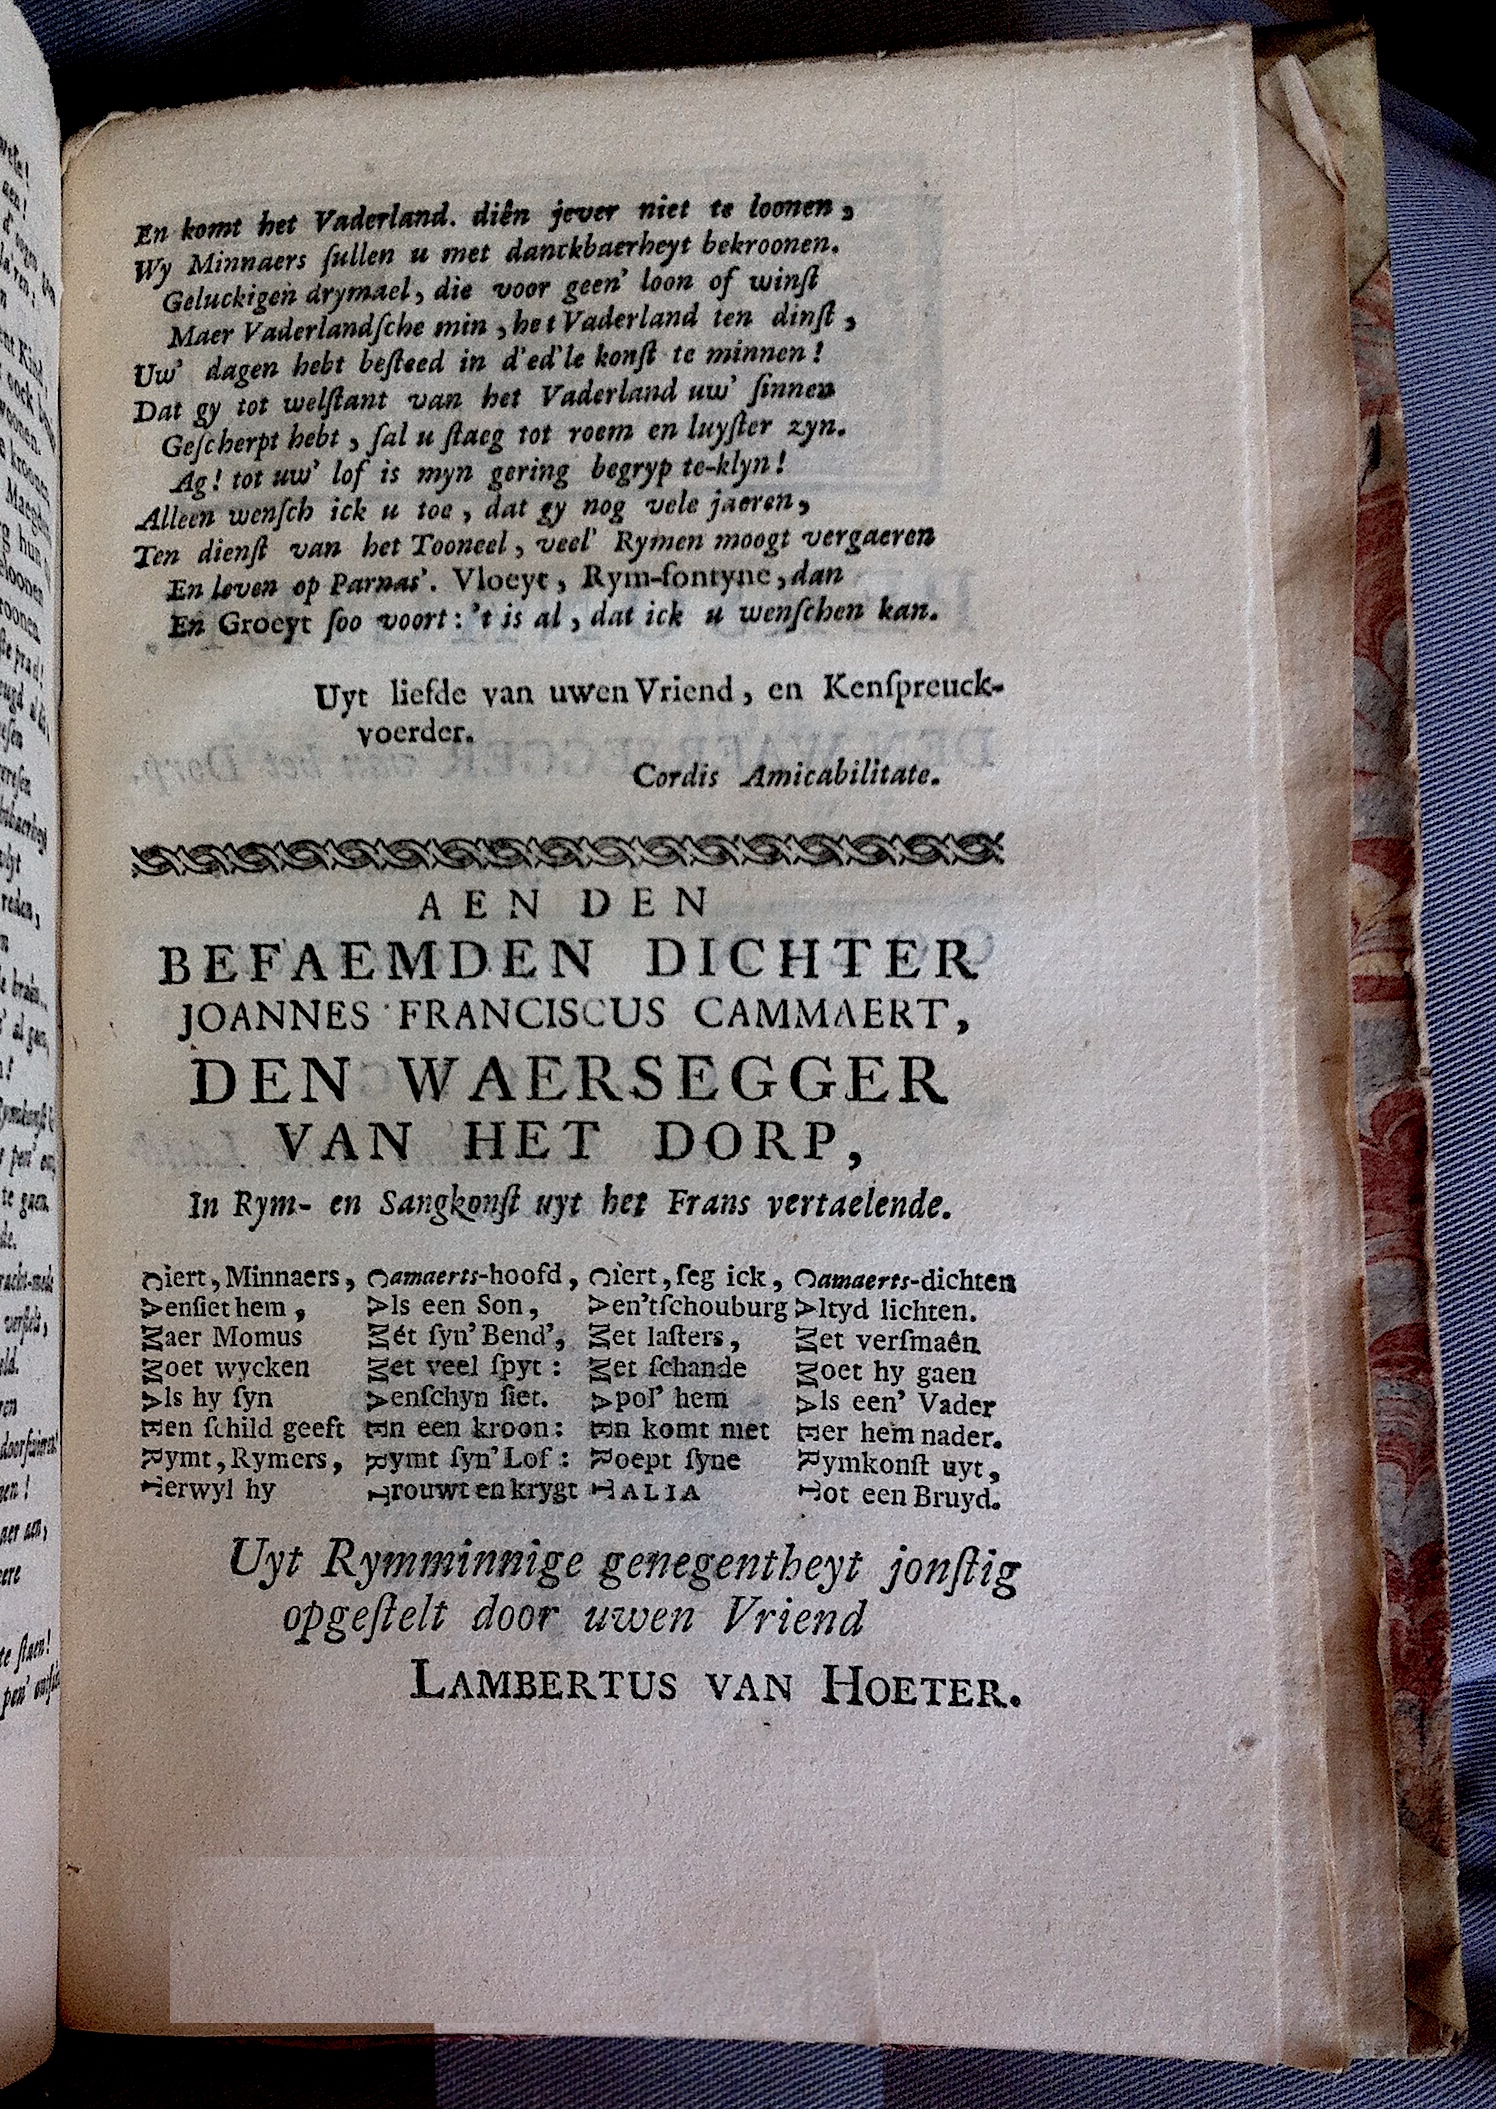 En komt het Vaderland. diên jever niet te loonen,
Wy Minnaers ſullen u met danckbaerheyt bekroonen.
Geluckigen drymael, die voor geen' loon of winſt
Maer Vaderlandſche min, het Vaderland ten dinſt,
Uw' dagen hebt beſteed in d'ed'le konſt te minnen!
Dat gy tot welſtant van het Vaderland uw' ſinnen
Geſcherpt hebt, ſal u ſtaeg tot roem en luyſter zyn.
Ag! tot uw' lof is myn gering begryp te-klyn!
Alleen wenſch ick u toe, dat gy nog vele jaeren,
Ten dienſt van het Tooneel, veel' Rymen moogt vergaeren
En leven op Parnas'. Vloeyt, Rym-fontyne, dan
En Groeyt ſoo voort: 't is al, dat ick u wenſchen kan.
Uyt liefde van uwen Vriend, en Kenſpreuck-
voerder.
Cordis Amicabilitate.
AEN DEN
BEFAEMDEN DICHTER
JOANNES FRANCISCUS CAMMAERT,
DEN WAERSEGGER
VAN HET DORP,
In Rym- en Sangkonſt uyt het Frans vertaelende.
Ciert, Minnaers, Camaerts-hoofd, Ciert, ſeg ick, Camaerts-dichten
Aenſiet hem, Als een Son, Aen'tſchouburg Altyd lichten.
Maer Momus Mét ſyn' Bend', Met laſters, Met verſmaên
Moet wycken Met veel ſpyt: Met ſchande Moet hy gaen
Als hy ſyn Aenſchyn ſiet. Apol' hem Als een' Vader
Een ſchild geeft En een kroon: En komt met Eer hem nader.
Rymt, Rymers, Rymt ſyn' Lof: Roept ſyne Rymkonſt uyt,
Terwyl hy Trouwt en krygt THALIA Tot een Bruyd.
Uyt Rymminnige genegentheyt jonſtig
opgeſtelt door uwen Vriend
LAMBERTUS VAN HOETER.